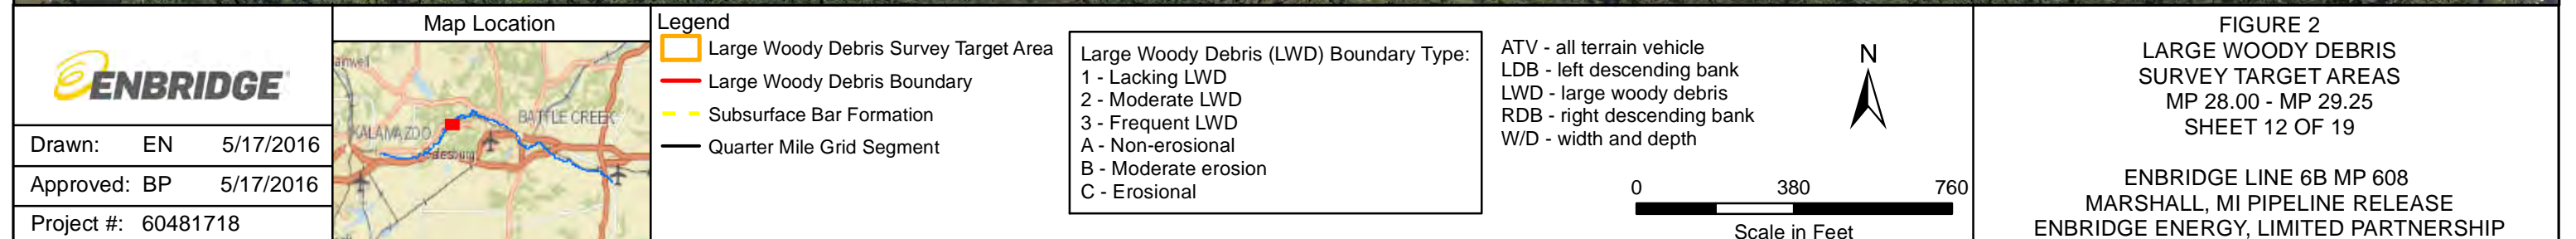 ENBRIDGE
Drawn: EN 5/17/2016
Approved: BP 5/17/2016
Project #: 60481718
Map Location
KALAMAZOO
BATTLE CREEK
Legend
Large Woody Debris Survey Target Area
Large Woody Debris Boundary
Subsurface Bar Formation
Quarter Mile Grid Segment
Large Woody Debris (LWD) Boundary Type:
1 - Lacking LWD
2 - Moderate LWD
3 - Frequent LWD
A - Non-erosional
B - Moderate erosion
C - Erosional
ATV - all terrain vehicle
LDB - left descending bank
LWD - large woody debris
RDB - right descending bank
W/D - width and depth
N
0 380 760
Scale in Feet
FIGURE 2
LARGE WOODY DEBRIS
SURVEY TARGET AREAS
MP 28.00 - MP 29.25
SHEET 12 OF 19
ENBRIDGE LINE 6B MP 608
MARSHALL, MI PIPELINE RELEASE
ENBRIDGE ENERGY, LIMITED PARTNERSHIP